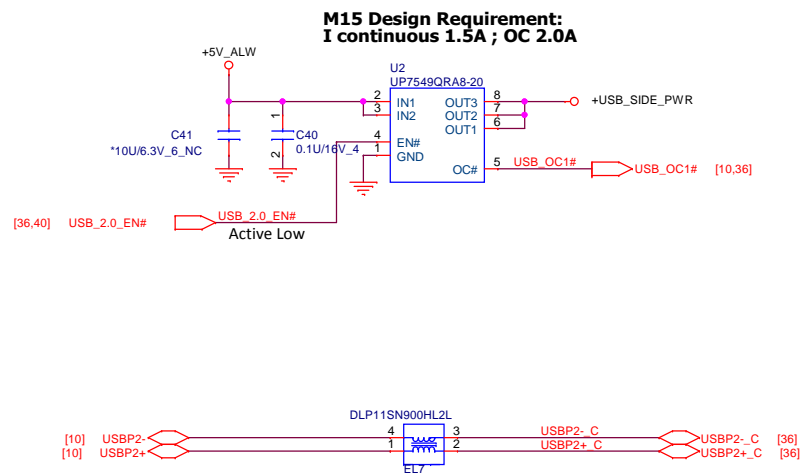 M15 Design Requirement:
I continuous 1.5A ; OC 2.0A
+5V_ALW
U2
UP7549QRA8-20
2 IN1 OUT3 8 +USB_SIDE_PWR
3 IN2 OUT2 7
OUT1 6
C41 1 C40 4 EN#
*10U/6.3V_6_NC 2 0.1U/16V_4 1 GND
OC# 5 USB_OC1# USB_OC1# [10,36]
[36,40] USB_2.0_EN# USB_2.0_EN#
Active Low
DLP11SN900HL2L
[10] USBP2- 4 3 USBP2-_C USBP2-_C [36]
[10] USBP2+ 1 2 USBP2+_C USBP2+_C [36]
EL7